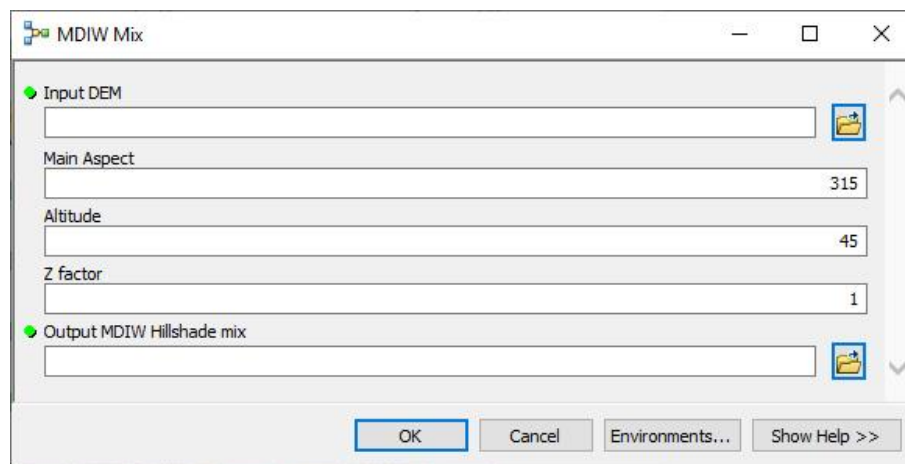 MDIW Mix
Input DEM
Main Aspect
315
Altitude
45
Z factor
1
Output MDIW Hillshade mix
OK Cancel Environments... Show Help >>